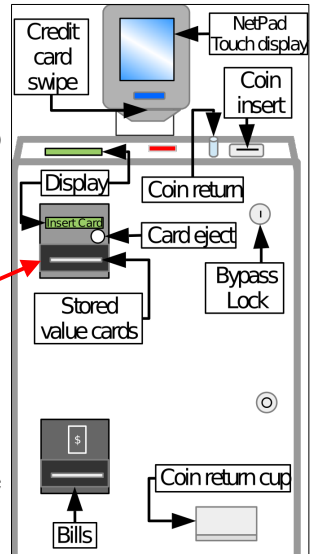 Credit
card
swipe
NetPad
Touch display
Coin
insert
Display
Coin return
Insert Card
Card eject
Bypass
Lock
Stored
value cards
$
Coin return cup
Bills